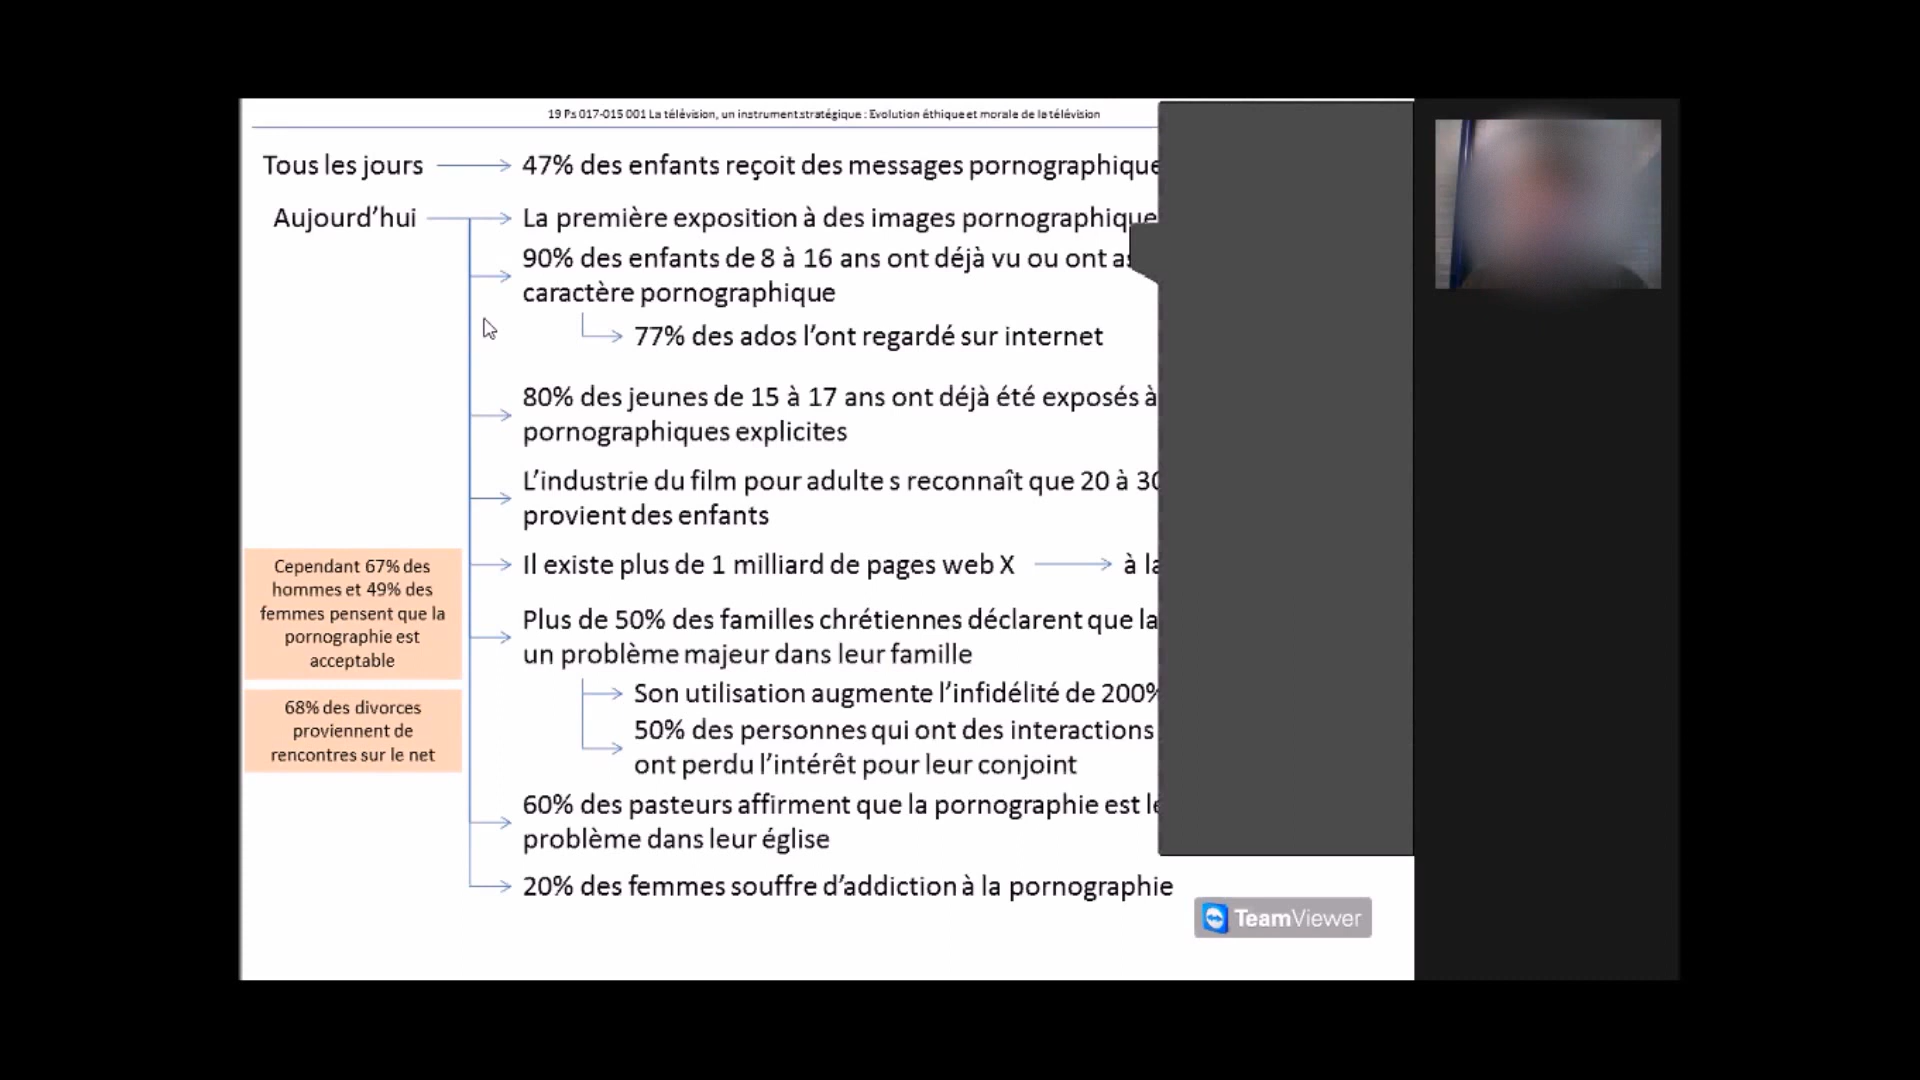 19 Ps 017-015 001 La télévision, un instrument stratégique : Evolution éthique et morale de la télévision
Tous les jours
47% des enfants reçoit des messages pornographique
Aujourd’hui
La première exposition à des images pornographique
90% des enfants de 8 à 16 ans ont déjà vu ou ont
caractère pornographique
77% des ados l’ont regardé sur internet
80% des jeunes de 15 à 17 ans ont déjà été exposés à
pornographiques explicites
L’industrie du film pour adulte s reconnaît que 20 à 30
provient des enfants
Il existe plus de 1 milliard de pages web X
à la
Plus de 50% des familles chrétiennes déclarent que la
un problème majeur dans leur famille
Son utilisation augmente l’infidélité de 200%
50% des personnes qui ont des interactions
ont perdu l’intérêt pour leur conjoint
60% des pasteurs affirment que la pornographie est le
problème dans leur église
20% des femmes souffre d’addiction à la pornographie
Cependant 67% des
hommes et 49% des
femmes pensent que la
pornographie est
acceptable
68% des divorces
proviennent de
rencontres sur le net
TeamViewer